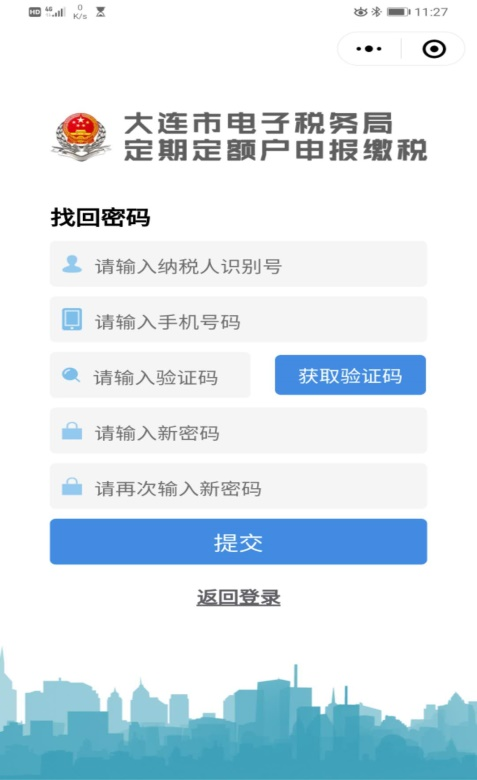 HD 4G 0 K/s 11:27
大连市电子税务局
定期定额户申报缴税
找回密码
请输入纳税人识别号
请输入手机号码
请输入验证码 获取验证码
请输入新密码
请再次输入新密码
提交
返回登录